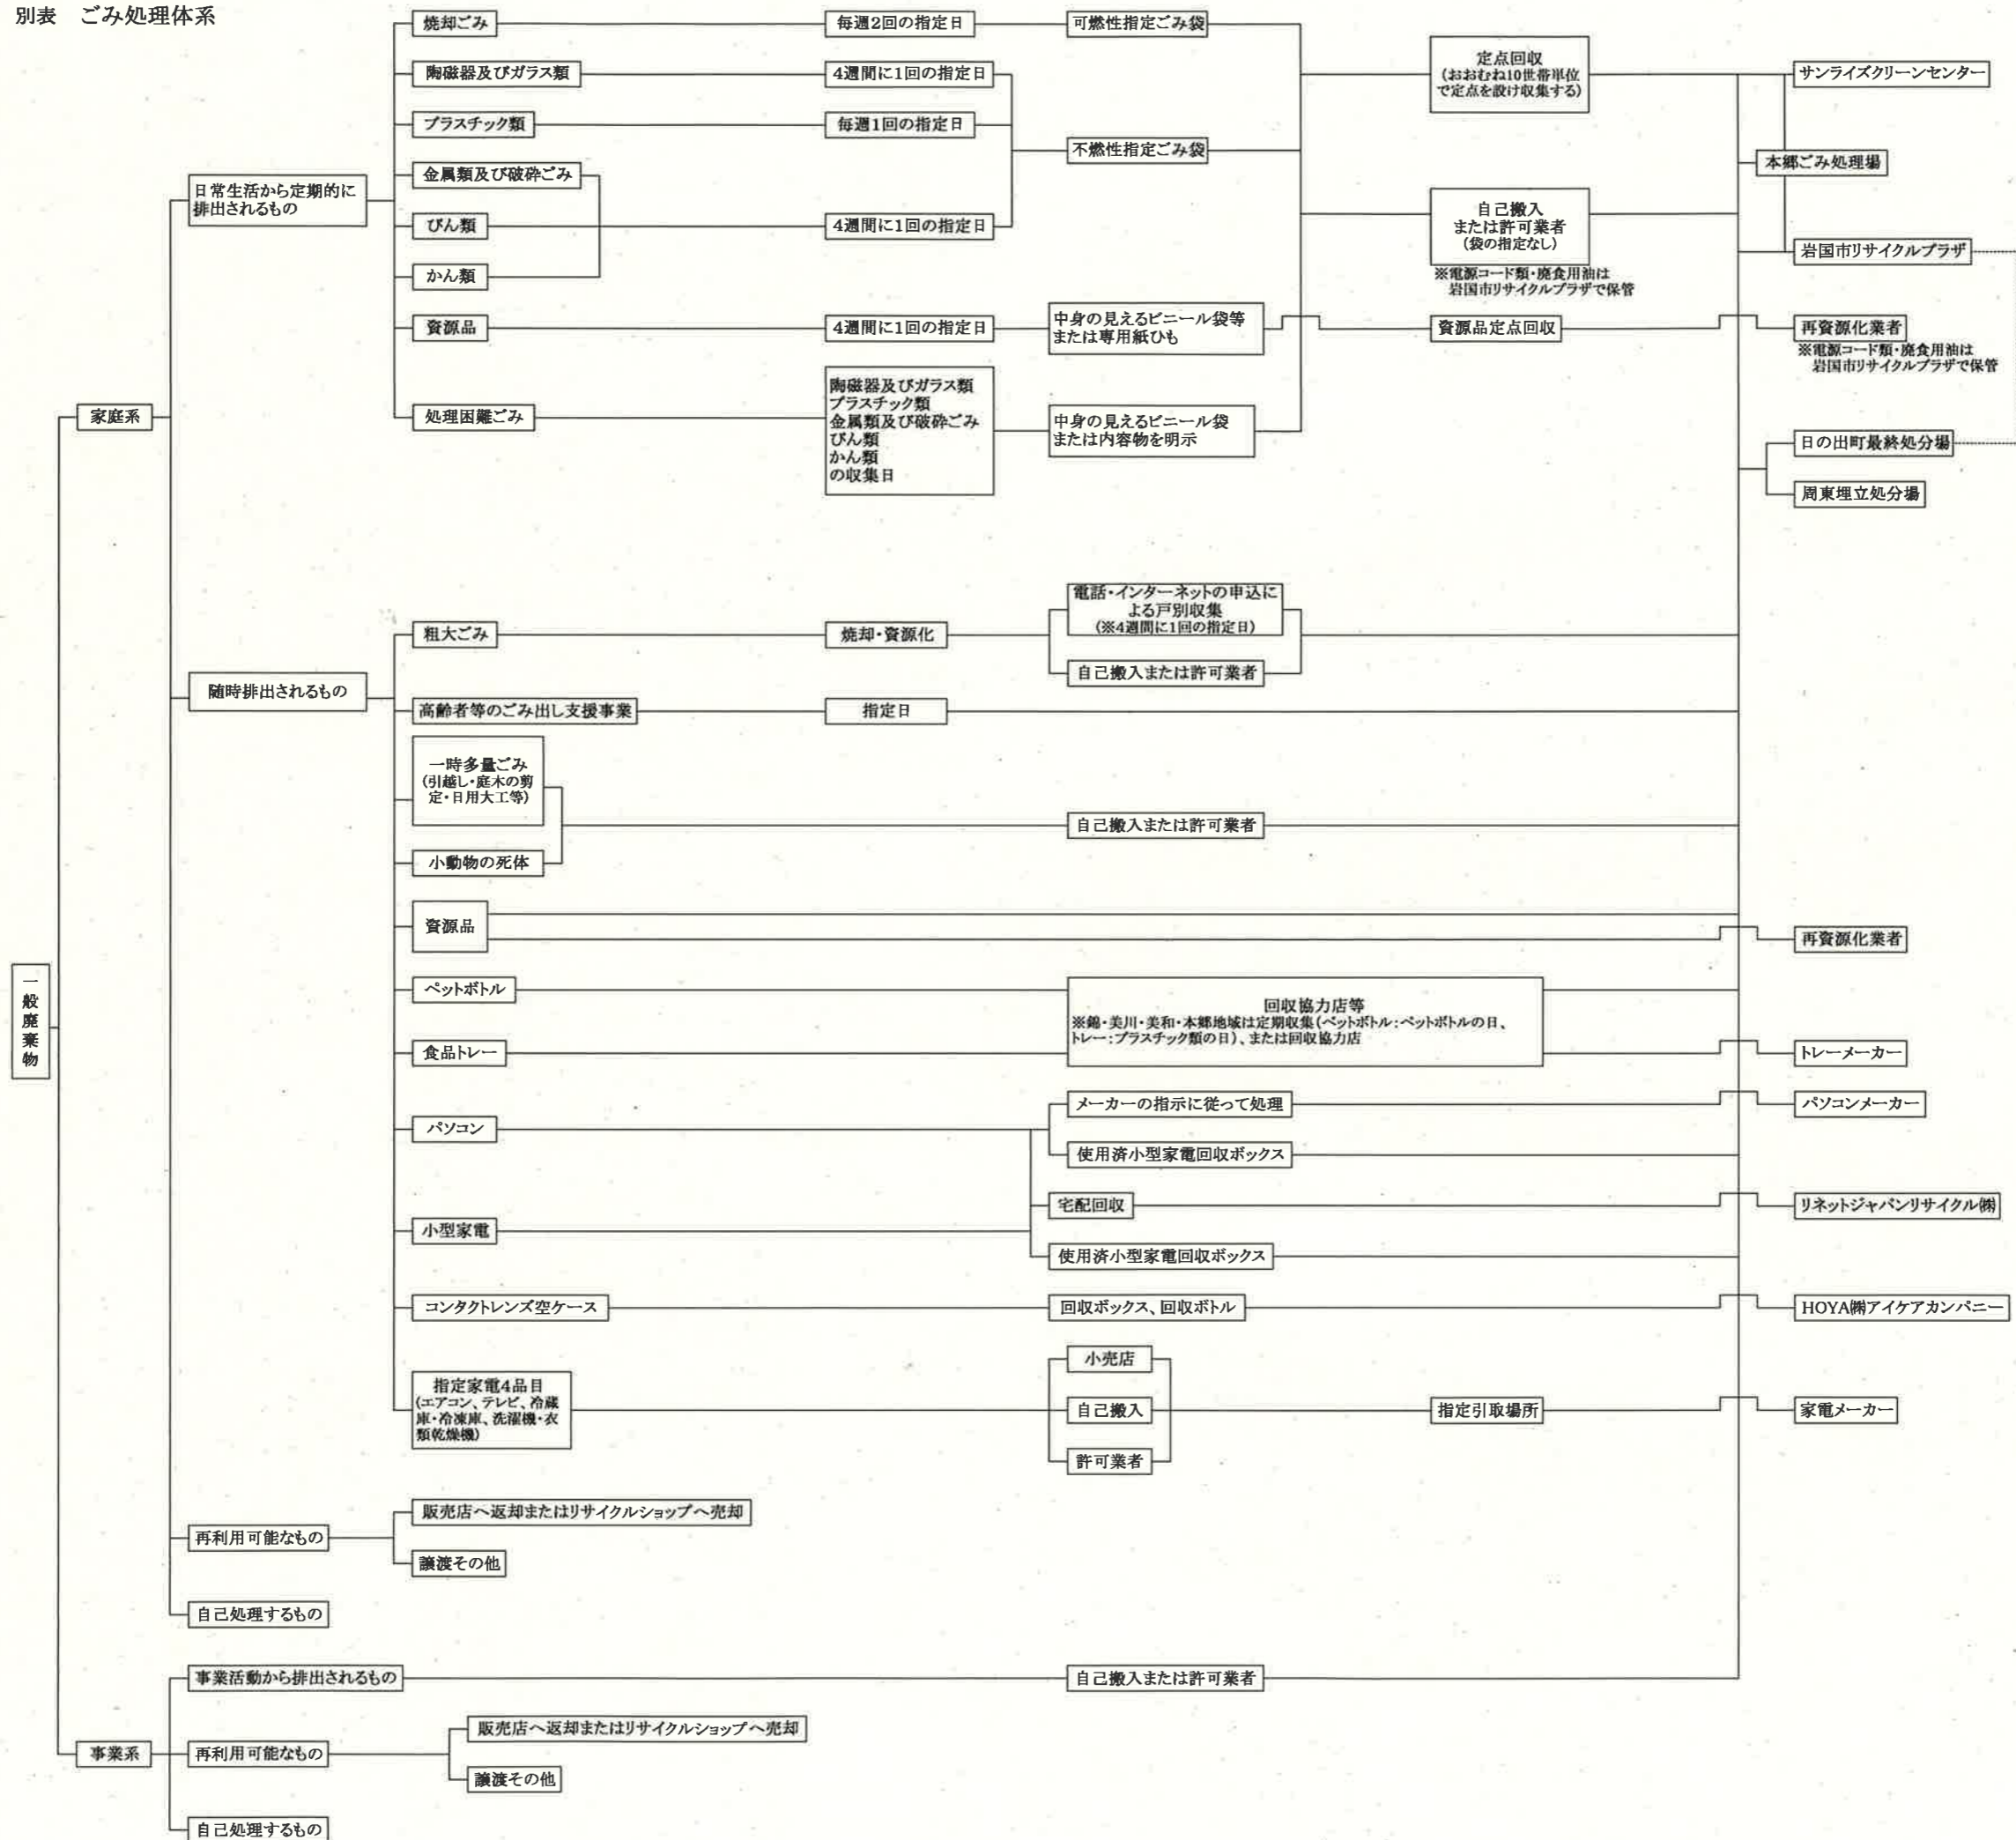 別表　ごみ処理体系
一般廃棄物
家庭系
日常生活から定期的に
排出されるもの
焼却ごみ
毎週2回の指定日
可燃性指定ごみ袋
陶磁器及びガラス類
4週間に1回の指定日
プラスチック類
毎週1回の指定日
不燃性指定ごみ袋
金属類及び破砕ごみ
びん類
4週間に1回の指定日
かん類
定点回収
(おおむね10世帯単位
で定点を設け収集する)
自己搬入
または許可業者
(袋の指定なし)
※電源コード類・廃食用油は
岩国市リサイクルプラザで保管
サンライズクリーンセンター
本郷ごみ処理場
岩国市リサイクルプラザ
資源品
4週間に1回の指定日
中身の見えるビニール袋等
または専用紙ひも
資源品定点回収
再資源化業者
※電源コード類・廃食用油は
岩国市リサイクルプラザで保管
処理困難ごみ
陶磁器及びガラス類
プラスチック類
金属類及び破砕ごみ
びん類
かん類
の収集日
中身の見えるビニール袋
または内容物を明示
日の出町最終処分場
周東埋立処分場
随時排出されるもの
粗大ごみ
焼却・資源化
電話・インターネットの申込に
よる戸別収集
(※4週間に1回の指定日)
自己搬入または許可業者
高齢者等のごみ出し支援事業
指定日
一時多量ごみ
(引越し・庭木の剪
定・日用大工等)
自己搬入または許可業者
小動物の死体
資源品
再資源化業者
ペットボトル
回収協力店等
※錦・美川・美和・本郷地域は定期収集(ペットボトル：ペットボトルの日、
トレー：プラスチック類の日)、または回収協力店
食品トレー
トレーメーカー
パソコン
メーカーの指示に従って処理
パソコンメーカー
使用済小型家電回収ボックス
小型家電
宅配回収
リネットジャパンリサイクル㈱
使用済小型家電回収ボックス
コンタクトレンズ空ケース
回収ボックス、回収ボトル
HOYA㈱アイケアカンパニー
指定家電4品目
(エアコン、テレビ、冷蔵
庫・冷凍庫、洗濯機・衣
類乾燥機)
小売店
自己搬入
許可業者
指定引取場所
家電メーカー
再利用可能なもの
販売店へ返却またはリサイクルショップへ売却
譲渡その他
自己処理するもの
事業系
事業活動から排出されるもの
自己搬入または許可業者
再利用可能なもの
販売店へ返却またはリサイクルショップへ売却
譲渡その他
自己処理するもの